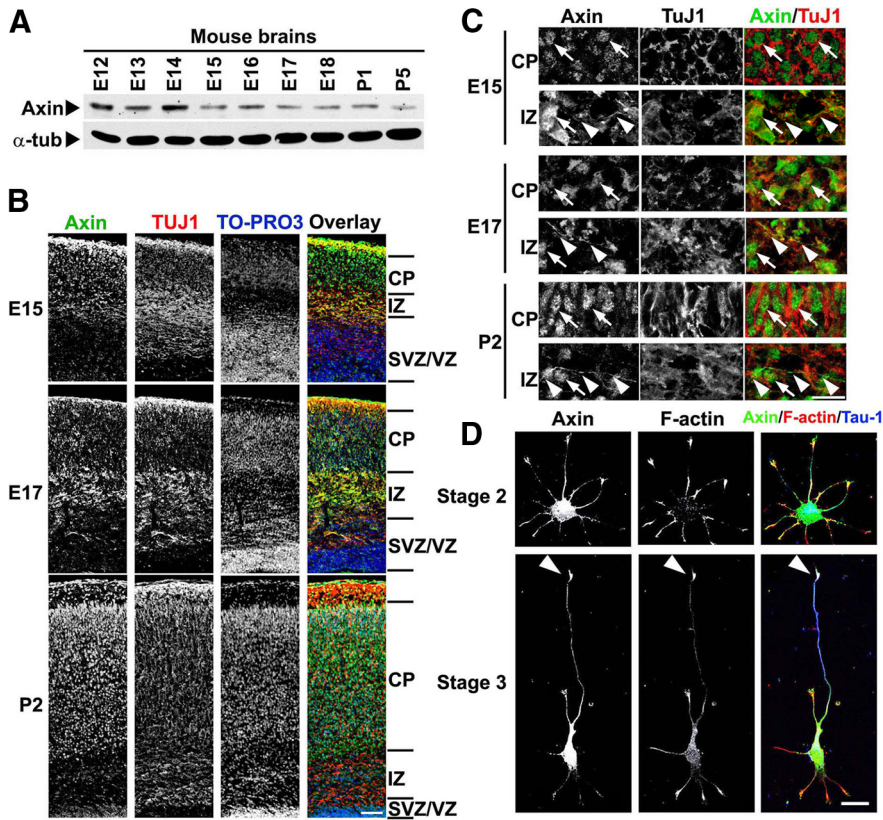 A
Mouse brains
E12 E13 E14 E15 E16 E17 E18 P1 P5
Axin
α-tub
B
Axin TUJ1 TO-PRO3 Overlay
E15
CP
IZ
SVZ/VZ
E17
CP
IZ
SVZ/VZ
P2
CP
IZ
SVZ/VZ
C
Axin TuJ1 Axin/TuJ1
E15
CP
IZ
E17
CP
IZ
P2
CP
IZ
D
Axin F-actin Axin/F-actin/Tau-1
Stage 2
Stage 3